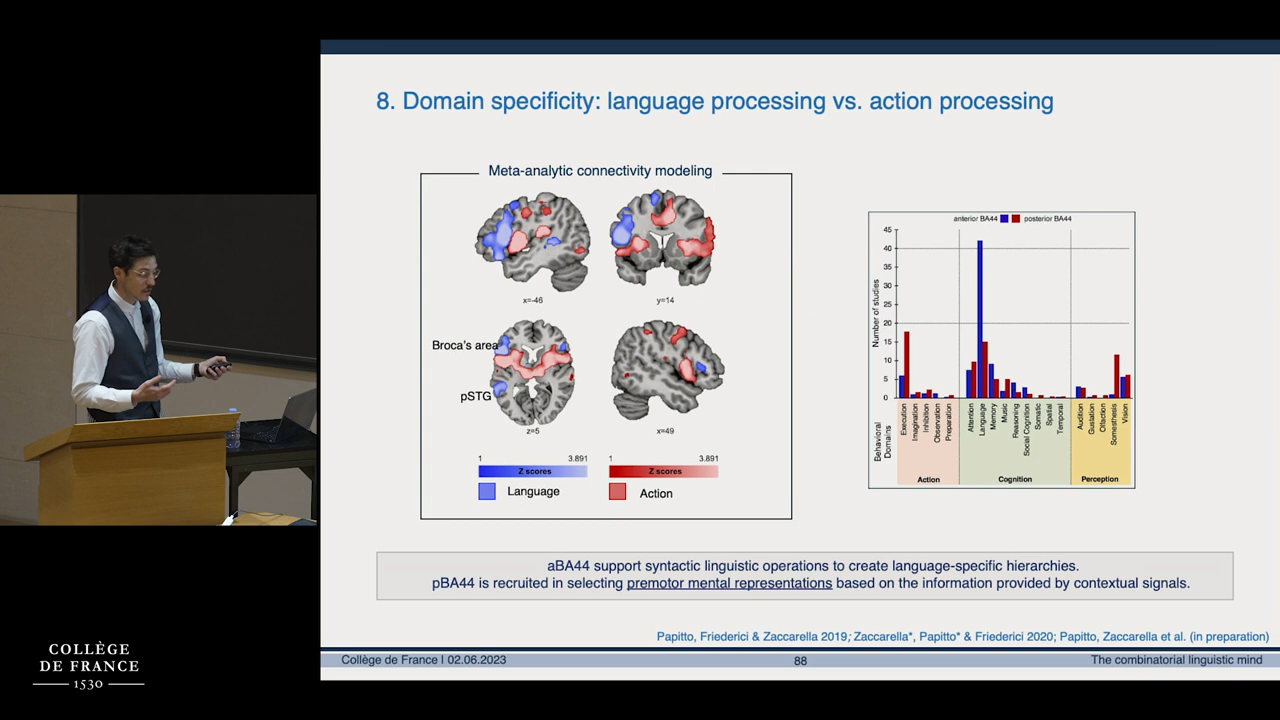 8. Domain specificity: language processing vs. action processing
Meta-analytic connectivity modeling
x=-46
y=14
Broca's area
pSTG
z=5
x=49
1 3.891
Z scores
1 3.891
Z scores
Language
Action
anterior BA44 posterior BA44
Number of studies
45
40
35
30
25
20
15
10
5
0
Behavioral
Domains
Execution
Imagination
Inhibition
Observation
Preparation
Attention
Language
Memory
Music
Reasoning
Social Cognition
Somatic
Spatial
Temporal
Audition
Gustation
Olfaction
Somesthesis
Vision
Action
Cognition
Perception
aBA44 support syntactic linguistic operations to create language-specific hierarchies.
pBA44 is recruited in selecting premotor mental representations based on the information provided by contextual signals.
Papitto, Friederici & Zaccarella 2019; Zaccarella*, Papitto* & Friederici 2020; Papitto, Zaccarella et al. (in preparation)
Collège de France I 02.06.2023
88
The combinatorial linguistic mind
COLLÈGE
DE FRANCE
1530